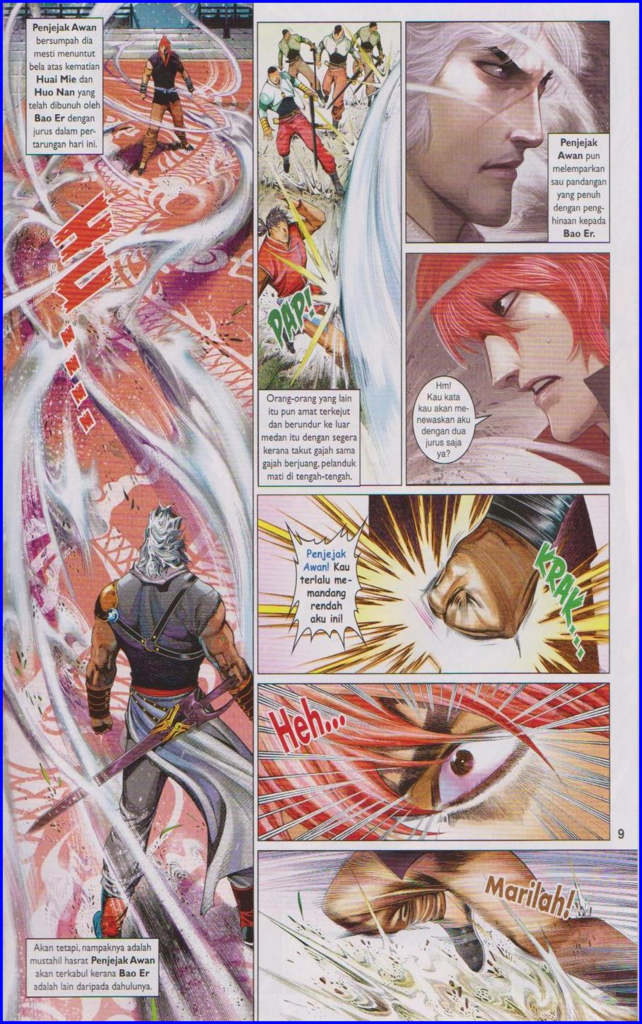 Penjejak Awan
bersumpah dia
mesti menuntut
bela atas kematian
Huai Mie dan
Huo Nan yang
telah dibunuh oleh
Bao Er dengan
jurus dalam per-
tarungan hari ini.
HU....
PAP!
Orang-orang yang lain
itu pun amat terkejut
dan berundur ke luar
medan itu dengan segera
kerana takut gajah sama
gajah berjuang, pelanduk
mati di tengah-tengah.
Penjejak
Awan pun
melemparkan
sau pandangan
yang penuh
dengan peng-
hinaan kepada
Bao Er.
Hm!
Kau kata
kau akan me-
newaskan aku
dengan dua
jurus saja
ya?
Penjejak
Awan! Kau
terlalu me-
mandang
rendah
aku ini!
KRAK...
Heh...
9
Marilah!
Akan tetapi, nampaknya adalah
mustahil hasrat Penjejak Awan
akan terkabul kerana Bao Er
adalah lain daripada dahulunya.